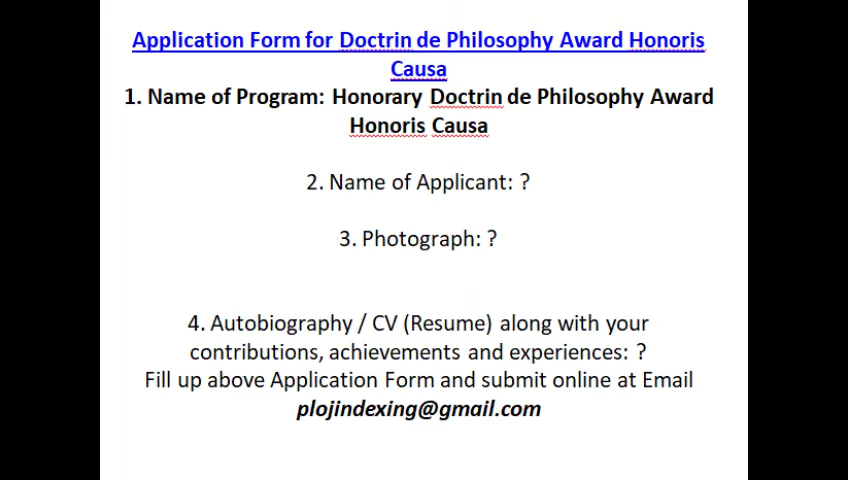 Application Form for Doctrin de Philosophy Award Honoris
Causa
1. Name of Program: Honorary Doctrin de Philosophy Award
Honoris Causa
2. Name of Applicant: ?
3. Photograph: ?
4. Autobiography / CV (Resume) along with your
contributions, achievements and experiences: ?
Fill up above Application Form and submit online at Email
plojindexing@gmail.com